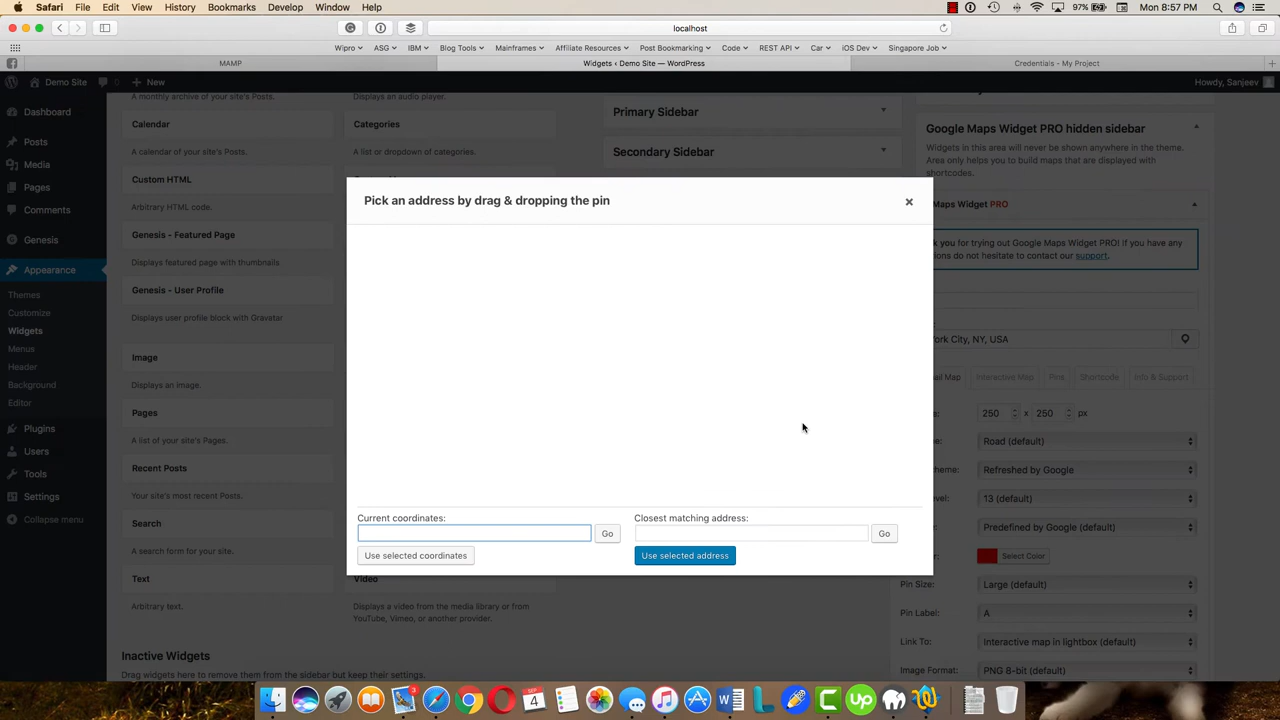 Safari File Edit View History Bookmarks Develop Window Help 97% Mon 8:57 PM
localhost
Wipro ASG IBM Blog Tools Mainframes Affiliate Resources Post Bookmarking Code REST API Car iOS Dev Singapore Job
MAMP Widgets ‹ Demo Site — WordPress Credentials - My Project
Demo Site 0 New Howdy, Sanjeev
Dashboard
Posts
Media
Pages
Comments
Genesis
Appearance
Themes
Customize
Widgets
Menus
Header
Background
Editor
Plugins
Users
Tools
Settings
Collapse menu
A monthly archive of your site's Posts.
Displays an audio player.
Calendar
Categories
A calendar of your site's Posts.
A list or dropdown of categories.
Custom HTML
Arbitrary HTML code.
Genesis - Featured Page
Displays featured page with thumbnails
Genesis - User Profile
Displays user profile block with Gravatar
Image
Displays an image.
Pages
A list of your site's Pages.
Recent Posts
Your site's most recent Posts.
Search
A search form for your site.
Text
Video
Arbitrary text.
Displays a video from the media library or from
YouTube, Vimeo, or another provider.
Inactive Widgets
Drag widgets here to remove them from the sidebar but keep their settings.
Primary Sidebar
Secondary Sidebar
Pick an address by drag & dropping the pin
×
Current coordinates:
Go
Use selected coordinates
Closest matching address:
Go
Use selected address
Google Maps Widget PRO hidden sidebar
Widgets in this area will never be shown anywhere in the theme.
Area only helps you to build maps that are displayed with
shortcodes.
Maps Widget PRO
for trying out Google Maps Widget PRO! If you have any
do not hesitate to contact our support.
City, NY, USA
Map Interactive Map Pins Shortcode Info & Support
250 x 250 px
Road (default)
Refreshed by Google
13 (default)
Predefined by Google (default)
Select Color
Pin Size: Large (default)
Pin Label: A
Link To: Interactive map in lightbox (default)
Image Format: PNG 8-bit (default)
3
SEP
4
up